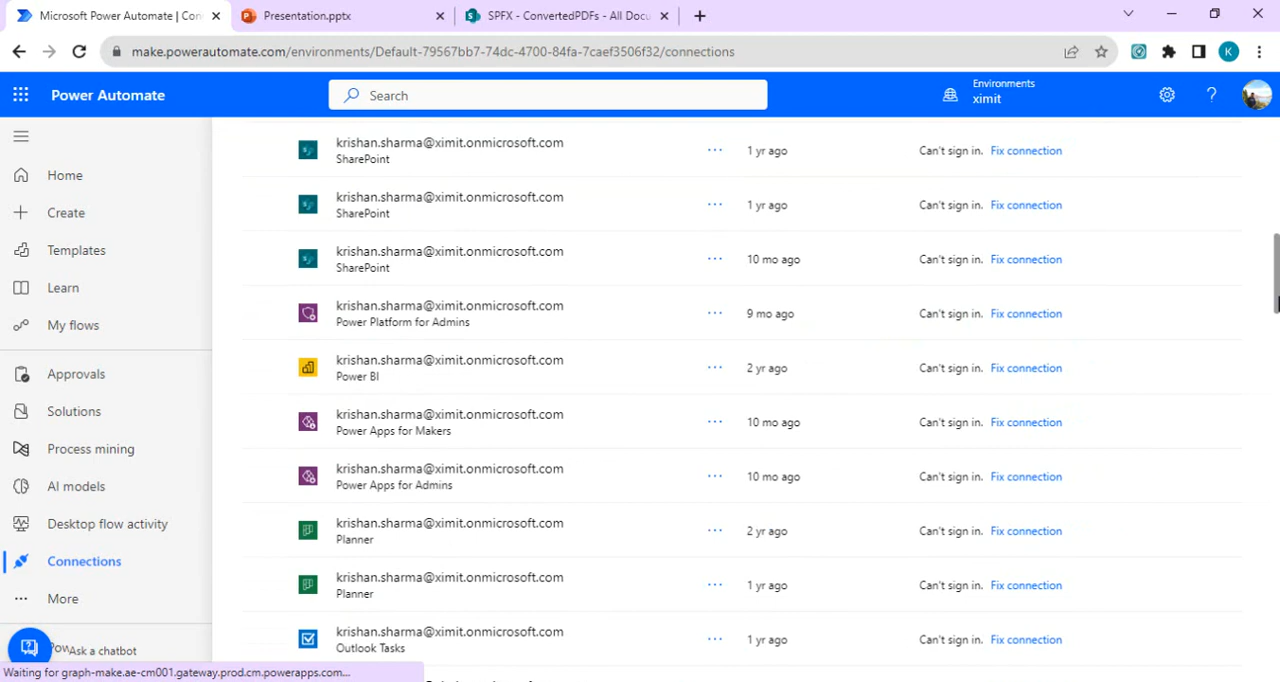 Microsoft Power Automate | Con
Presentation.pptx
SPFX - ConvertedPDFs - All Docu
make.powerautomate.com/environments/Default-79567bb7-74dc-4700-84fa-7caef3506f32/connections
K
Power Automate
Search
Environments
ximit
Home
Create
Templates
Learn
My flows
Approvals
Solutions
Process mining
AI models
Desktop flow activity
Connections
More
Ask a chatbot
krishan.sharma@ximit.onmicrosoft.com
SharePoint
... 1 yr ago Can't sign in. Fix connection
krishan.sharma@ximit.onmicrosoft.com
SharePoint
... 1 yr ago Can't sign in. Fix connection
krishan.sharma@ximit.onmicrosoft.com
SharePoint
... 10 mo ago Can't sign in. Fix connection
krishan.sharma@ximit.onmicrosoft.com
Power Platform for Admins
... 9 mo ago Can't sign in. Fix connection
krishan.sharma@ximit.onmicrosoft.com
Power BI
... 2 yr ago Can't sign in. Fix connection
krishan.sharma@ximit.onmicrosoft.com
Power Apps for Makers
... 10 mo ago Can't sign in. Fix connection
krishan.sharma@ximit.onmicrosoft.com
Power Apps for Admins
... 10 mo ago Can't sign in. Fix connection
krishan.sharma@ximit.onmicrosoft.com
Planner
... 2 yr ago Can't sign in. Fix connection
krishan.sharma@ximit.onmicrosoft.com
Planner
... 1 yr ago Can't sign in. Fix connection
krishan.sharma@ximit.onmicrosoft.com
Outlook Tasks
... 1 yr ago Can't sign in. Fix connection
Waiting for graph-make.ae-cm001.gateway.prod.cm.powerapps.com...